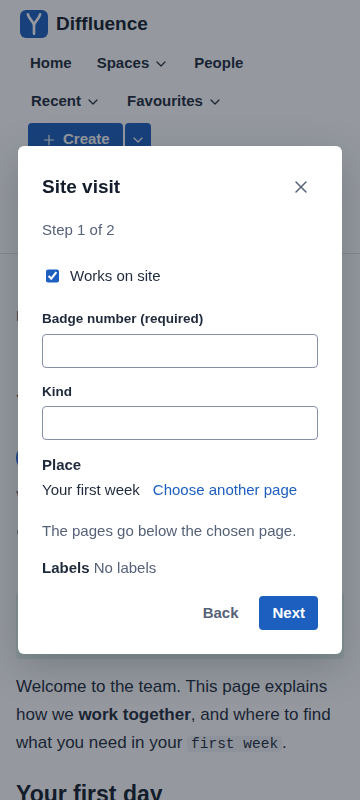 Diffluence
Home Spaces People
Recent Favourites
Create
Site visit
Step 1 of 2
Works on site
Badge number (required)
Kind
Place
Your first week Choose another page
The pages go below the chosen page.
Labels No labels
Back Next
Welcome to the team. This page explains
how we work together, and where to find
what you need in your first week.
Your first day